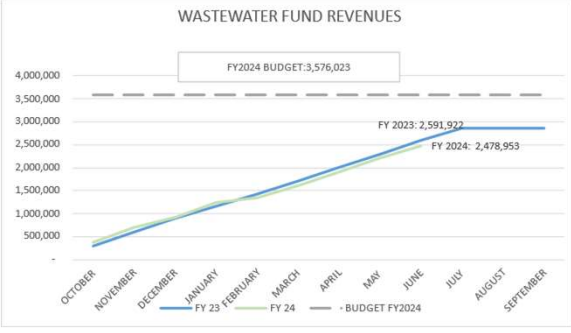 WASTEWATER FUND REVENUES
FY2024 BUDGET:3,576,023
4,000,000
3,500,000
3,000,000
2,500,000
2,000,000
1,500,000
1,000,000
500,000
-
FY 2023: 2,591,922
FY 2024: 2,478,953
OCTOBER
NOVEMBER
DECEMBER
JANUARY
FEBRUARY
MARCH
APRIL
MAY
JUNE
JULY
AUGUST
SEPTEMBER
FY 23
FY 24
- BUDGET FY2024